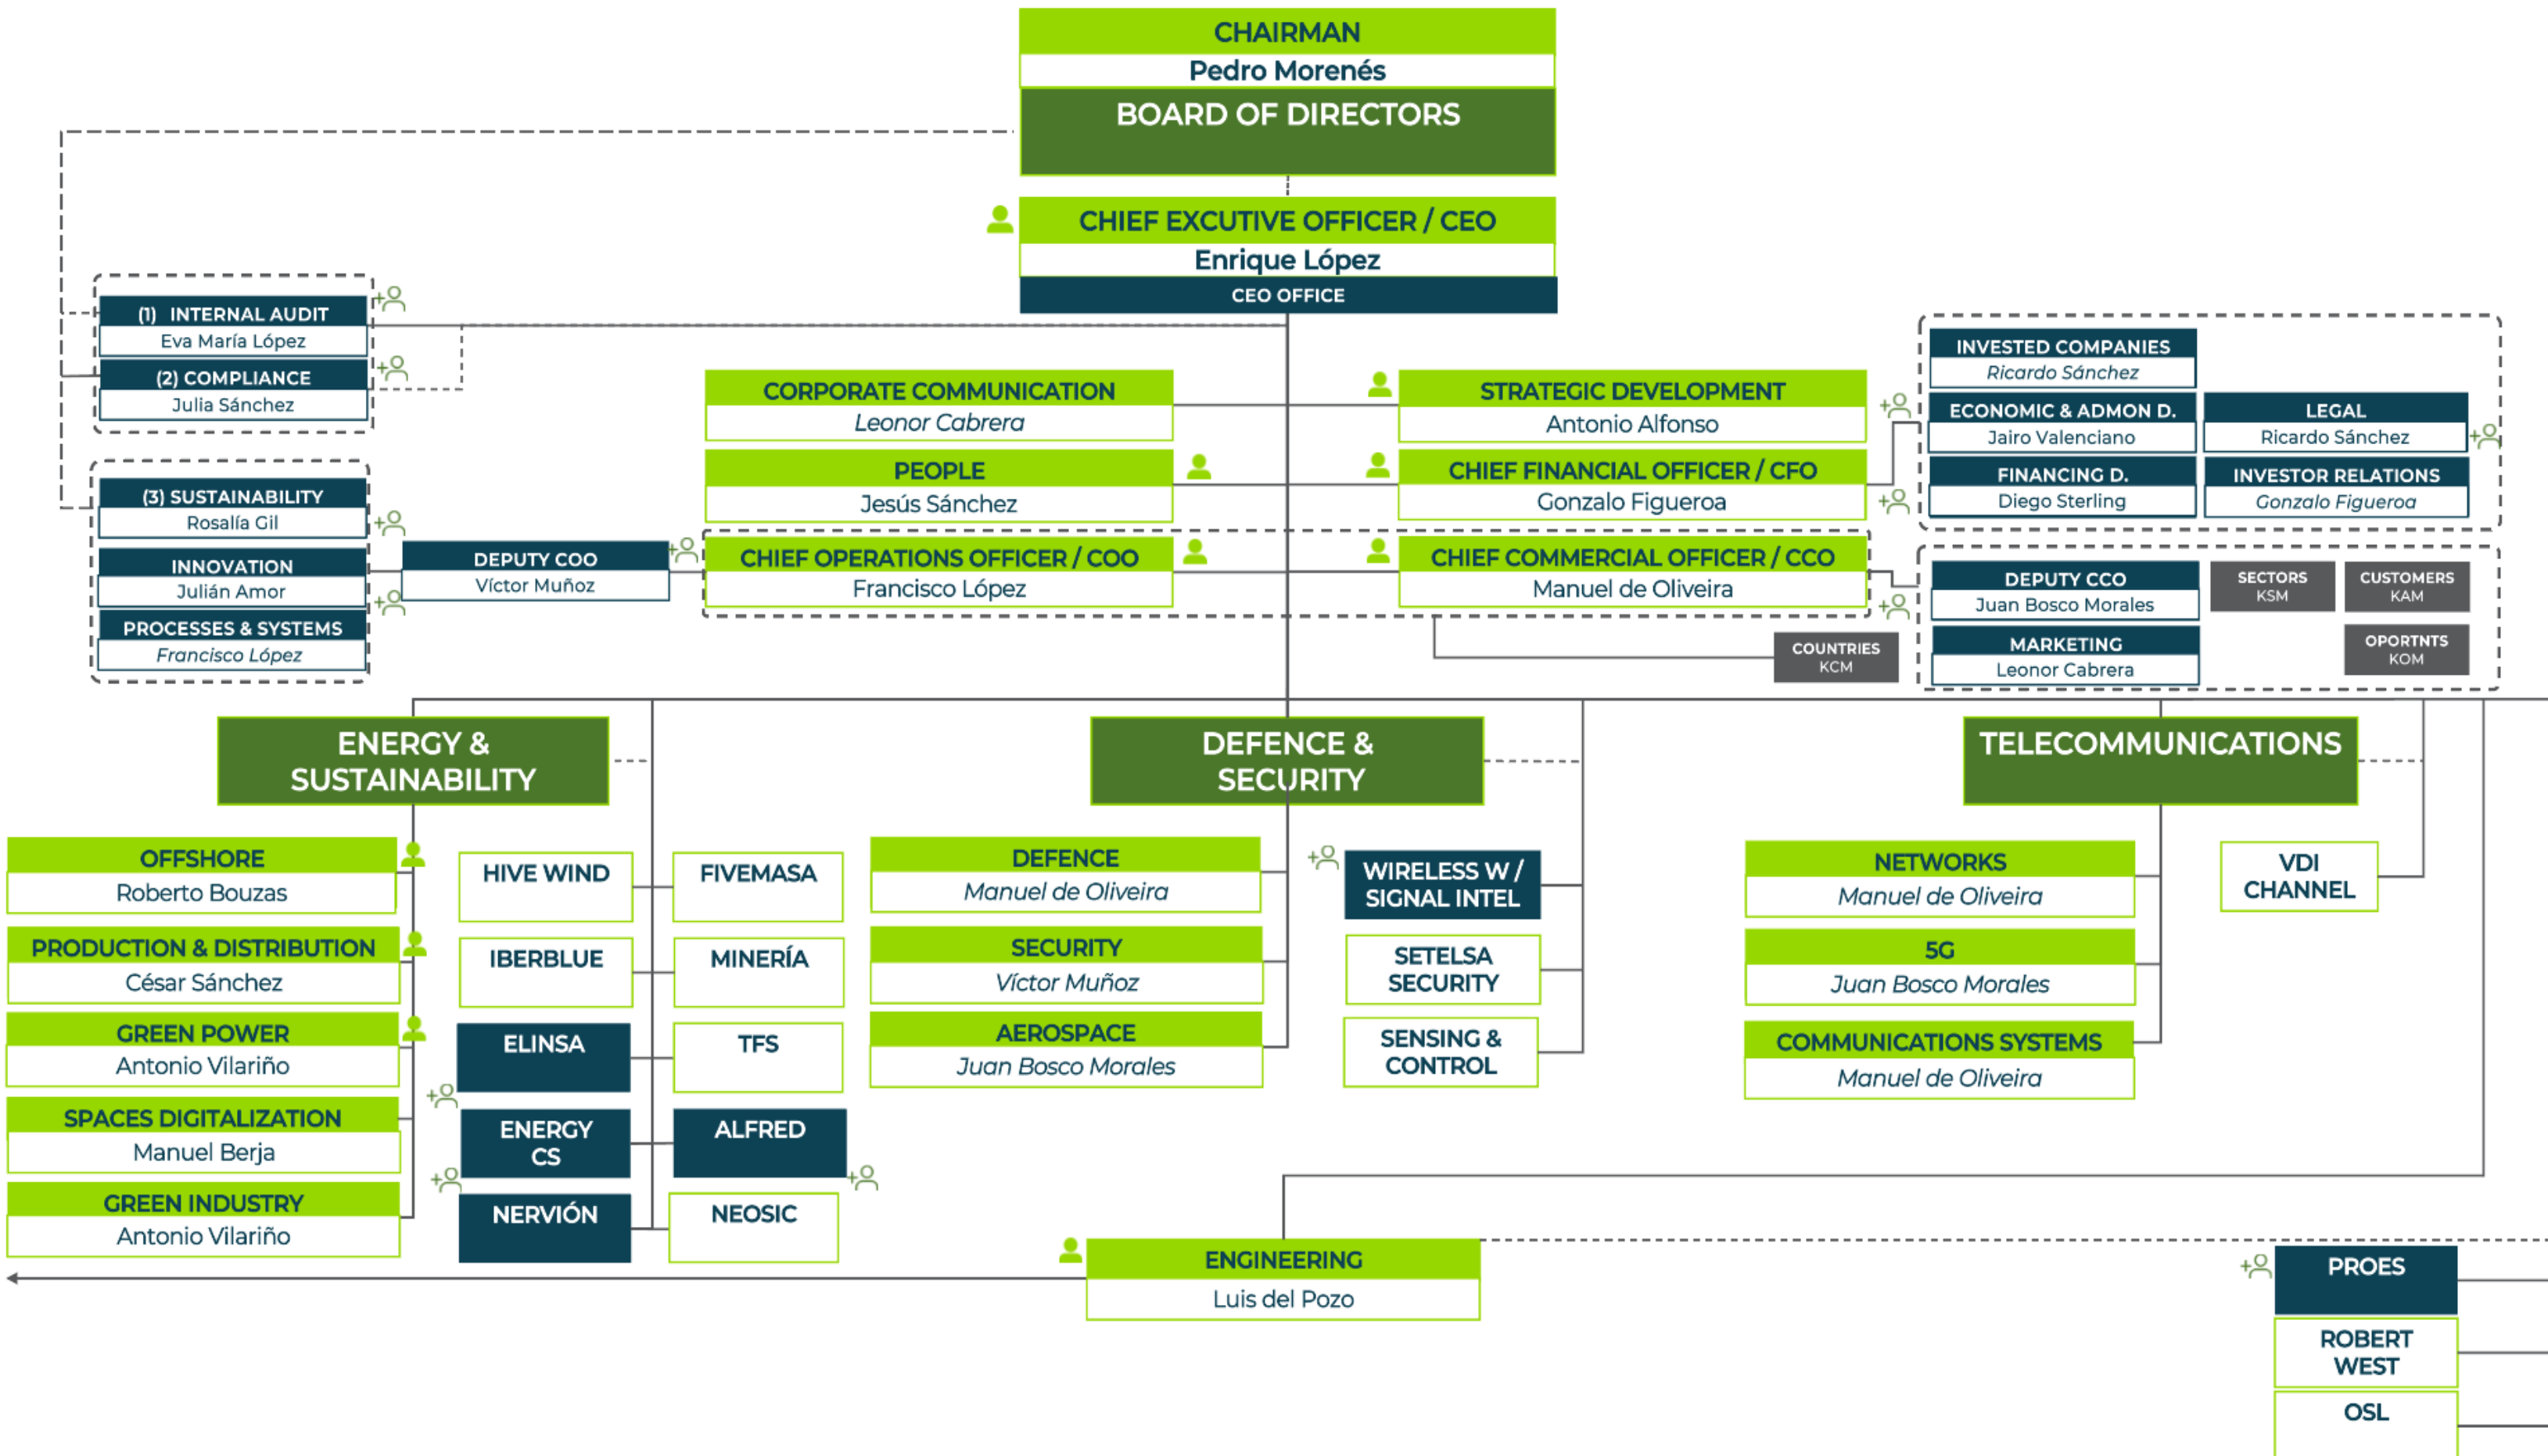 CHAIRMAN
Pedro Morenés
BOARD OF DIRECTORS
CHIEF EXCUTIVE OFFICER / CEO
Enrique López
CEO OFFICE
(1) INTERNAL AUDIT
Eva María López
(2) COMPLIANCE
Julia Sánchez
(3) SUSTAINABILITY
Rosalía Gil
INNOVATION
Julián Amor
PROCESSES & SYSTEMS
Francisco López
DEPUTY COO
Víctor Muñoz
CORPORATE COMMUNICATION
Leonor Cabrera
PEOPLE
Jesús Sánchez
CHIEF OPERATIONS OFFICER / COO
Francisco López
STRATEGIC DEVELOPMENT
Antonio Alfonso
CHIEF FINANCIAL OFFICER / CFO
Gonzalo Figueroa
CHIEF COMMERCIAL OFFICER / CCO
Manuel de Oliveira
COUNTRIES
KCM
INVESTED COMPANIES
Ricardo Sánchez
ECONOMIC & ADMON D.
Jairo Valenciano
FINANCING D.
Diego Sterling
LEGAL
Ricardo Sánchez
INVESTOR RELATIONS
Gonzalo Figueroa
DEPUTY CCO
Juan Bosco Morales
MARKETING
Leonor Cabrera
SECTORS
KSM
CUSTOMERS
KAM
OPORTNTS
KOM
ENERGY &
SUSTAINABILITY
OFFSHORE
Roberto Bouzas
PRODUCTION & DISTRIBUTION
César Sánchez
GREEN POWER
Antonio Vilariño
SPACES DIGITALIZATION
Manuel Berja
GREEN INDUSTRY
Antonio Vilariño
HIVE WIND
FIVEMASA
IBERBLUE
MINERÍA
ELINSA
TFS
ENERGY
CS
ALFRED
NERVIÓN
NEOSIC
DEFENCE &
SECURITY
DEFENCE
Manuel de Oliveira
SECURITY
Víctor Muñoz
AEROSPACE
Juan Bosco Morales
WIRELESS W /
SIGNAL INTEL
SETELSA
SECURITY
SENSING &
CONTROL
TELECOMMUNICATIONS
NETWORKS
Manuel de Oliveira
5G
Juan Bosco Morales
COMMUNICATIONS SYSTEMS
Manuel de Oliveira
VDI
CHANNEL
ENGINEERING
Luis del Pozo
PROES
ROBERT
WEST
OSL